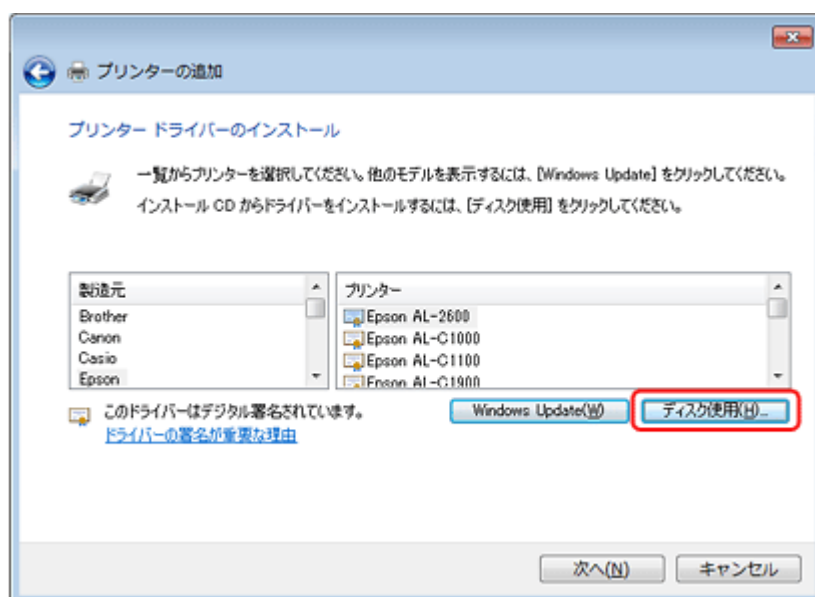 プリンターの追加
プリンター ドライバーのインストール
一覧からプリンターを選択してください。他のモデルを表示するには、[Windows Update] をクリックしてください。
インストール CD からドライバーをインストールするには、[ディスク使用] をクリックしてください。
製造元
Brother
Canon
Casio
Epson
プリンター
Epson AL-2600
Epson AL-C1000
Epson AL-C1100
Epson AL-C1900
このドライバーはデジタル署名されています。
ドライバーの署名が重要な理由
Windows Update(W)
ディスク使用(H)...
次へ(N)
キャンセル